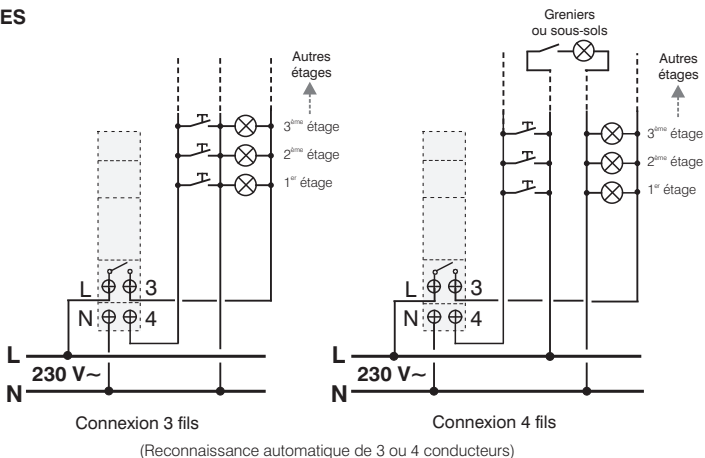 ES
Autres
étages
3ème étage
2ème étage
1er étage
L 3
N 4
L
230 V~
N
Connexion 3 fils
Greniers
ou sous-sols
Autres
étages
3ème étage
2ème étage
1er étage
L 3
N 4
L
230 V~
N
Connexion 4 fils
(Reconnaissance automatique de 3 ou 4 conducteurs)